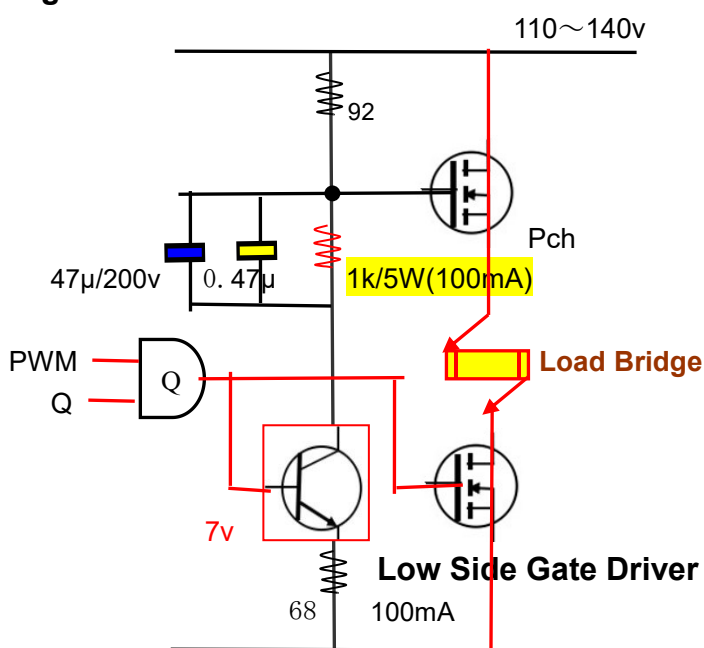 110～140v
92
Pch
47μ/200v
0.47μ
1k/5W(100mA)
PWM
Q
Q
Load Bridge
7v
Low Side Gate Driver
68
100mA